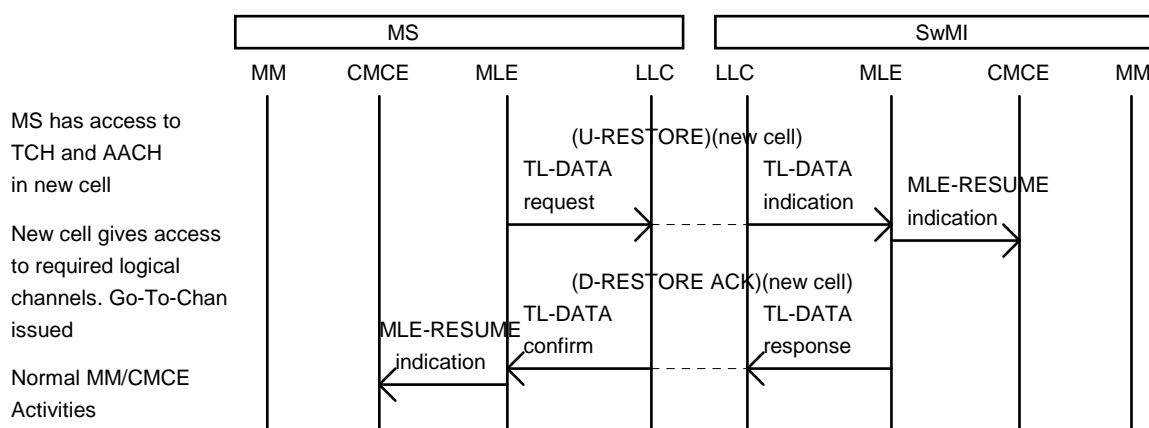 MS SwMI
MM CMCE MLE LLC LLC MLE CMCE MM
MS has access to
TCH and AACH
in new cell
(U-RESTORE)(new cell)
TL-DATA
request
TL-DATA
indication
MLE-RESUME
indication
New cell gives access
to required logical
channels. Go-To-Chan
issued
(D-RESTORE ACK)(new cell)
MLE-RESUME
indication
TL-DATA
confirm
TL-DATA
response
Normal MM/CMCE
Activities